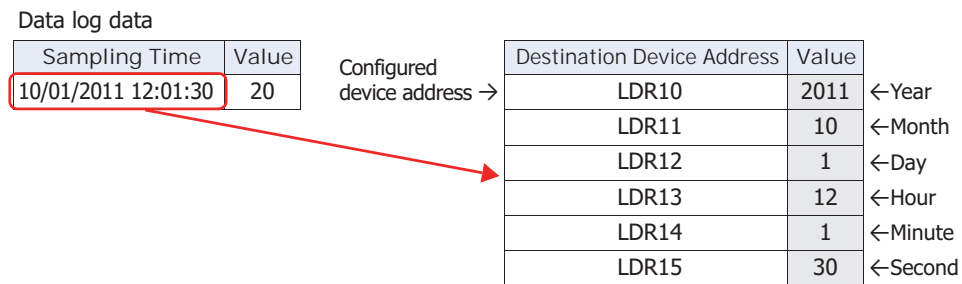 Data log data
Sampling Time Value
10/01/2011 12:01:30 20
Configured
device address →
Destination Device Address Value
LDR10 2011 ←Year
LDR11 10 ←Month
LDR12 1 ←Day
LDR13 12 ←Hour
LDR14 1 ←Minute
LDR15 30 ←Second